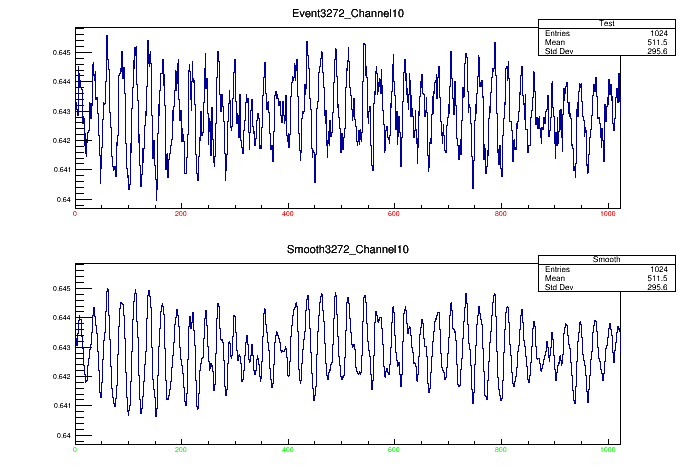 Event3272_Channel10
Test
Entries 1024
Mean 511.5
Std Dev 295.6
0.645
0.644
0.643
0.642
0.641
0.64
0 200 400 600 800 1000
Smooth3272_Channel10
Smooth
Entries 1024
Mean 511.5
Std Dev 295.6
0.645
0.644
0.643
0.642
0.641
0.64
0 200 400 600 800 1000